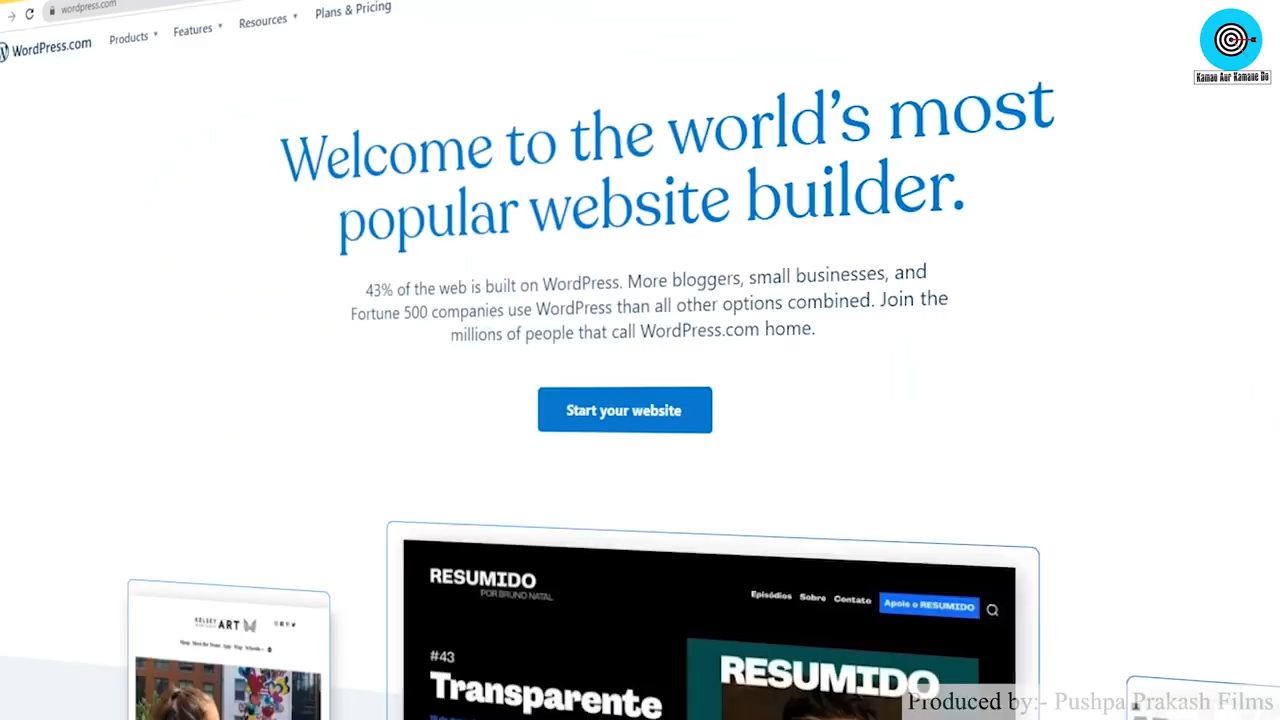 wordpress.com
WordPress.com Products Features Resources Plans & Pricing
Kamao Aur Kamane Do
Welcome to the world's most
popular website builder.
43% of the web is built on WordPress. More bloggers, small businesses, and
Fortune 500 companies use WordPress than all other options combined. Join the
millions of people that call WordPress.com home.
Start your website
RESUMIDO
POR BRUNO NATAL
Episódios Sobre Contato Apoie o RESUMIDO
KELSEY
ART
#43
Transparente
RESUMIDO
Produced by:- Pushpa Prakash Films